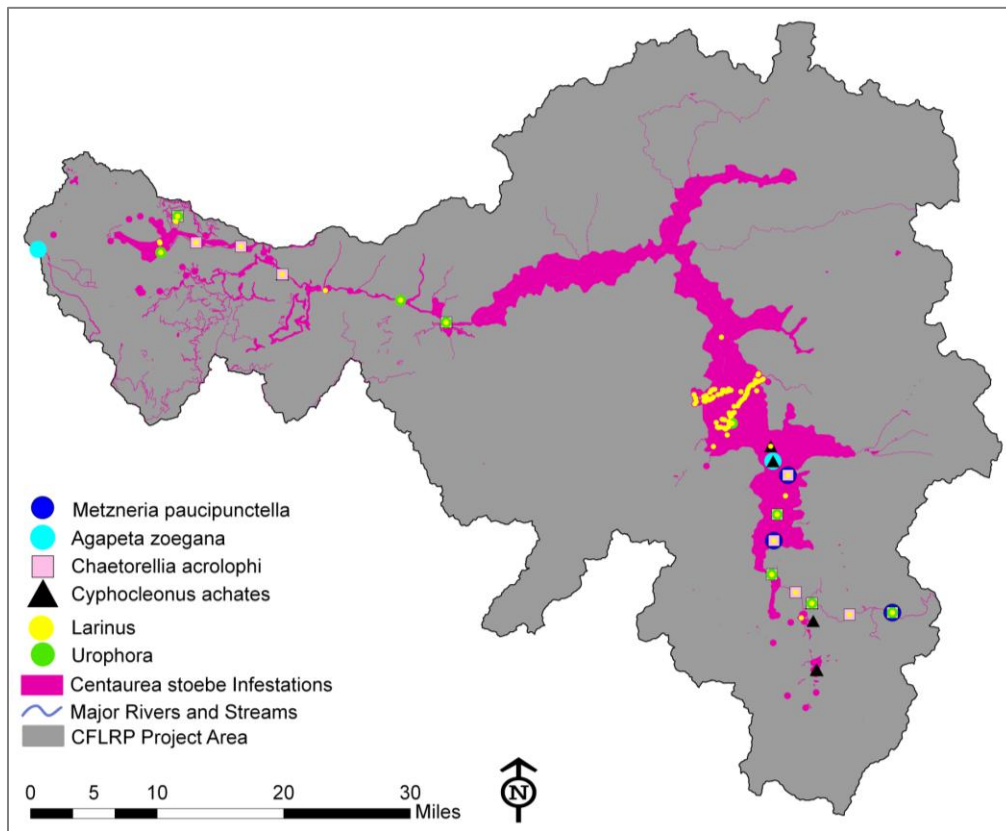 Metzneria paucipunctella
Agapeta zoegana
Chaetorellia acrolophi
Cyphocleonus achates
Larinus
Urophora
Centaurea stoebe Infestations
Major Rivers and Streams
CFLRP Project Area
0 5 10 20 30
Miles
N